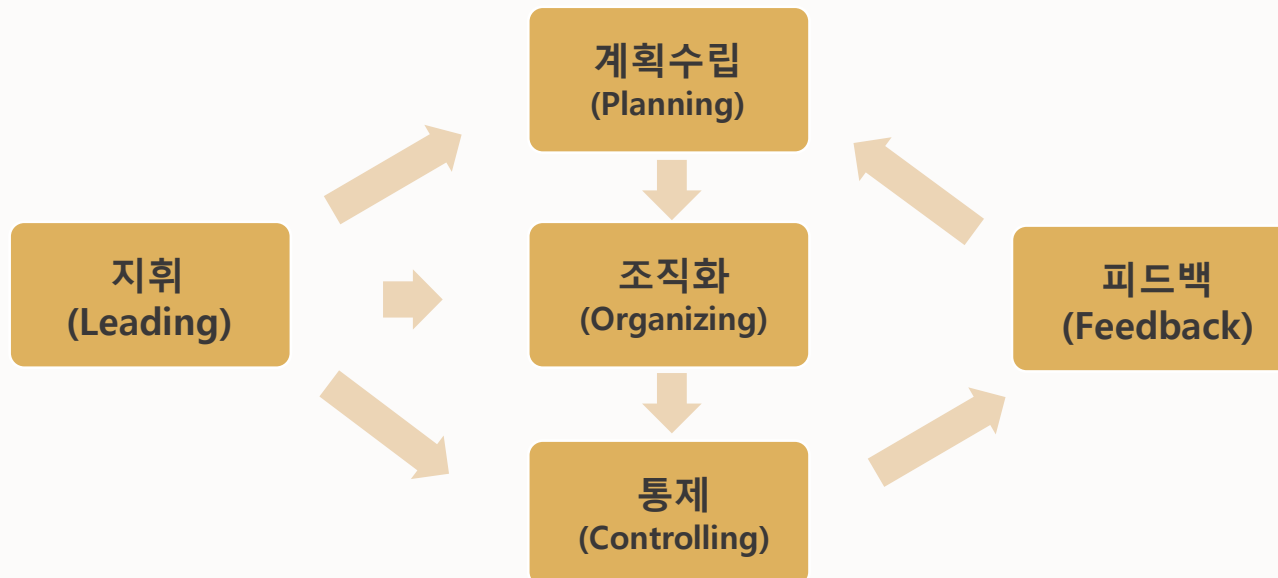 계획수립
(Planning)
지휘
(Leading)
조직화
(Organizing)
피드백
(Feedback)
통제
(Controlling)